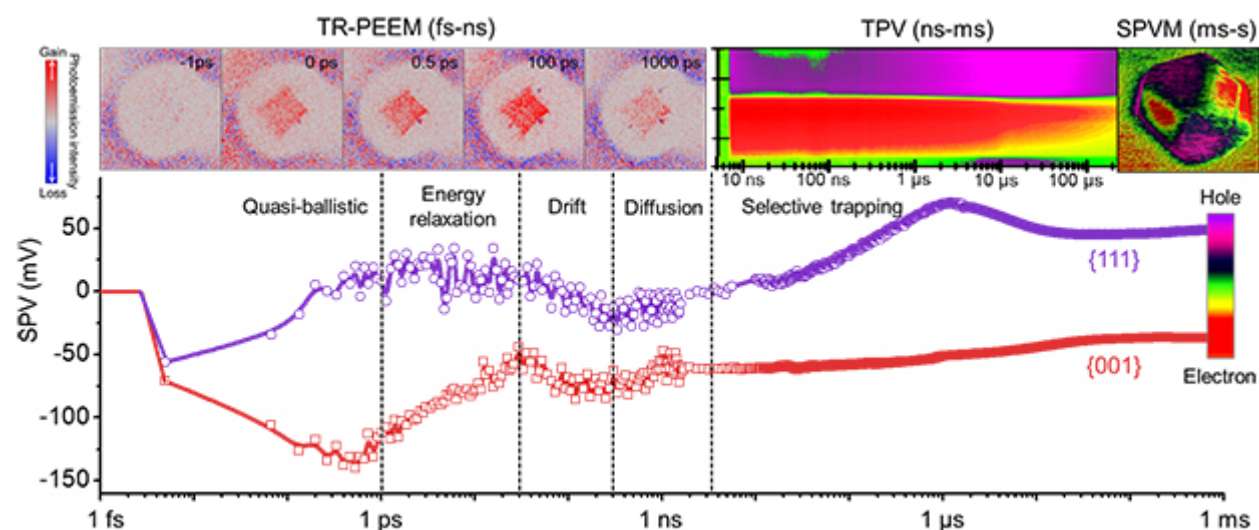 TR-PEEM (fs-ns)
TPV (ns-ms)
SPVM (ms-s)
Gain
Photoemission intensity
Loss
-1ps
0 ps
0.5 ps
100 ps
1000 ps
10 ns
100 ns
1 µs
10 µs
100 µs
Quasi-ballistic
Energy
relaxation
Drift
Diffusion
Selective trapping
Hole
Electron
{111}
{001}
SPV (mV)
50
0
-50
-100
-150
1 fs
1 ps
1 ns
1 µs
1 ms